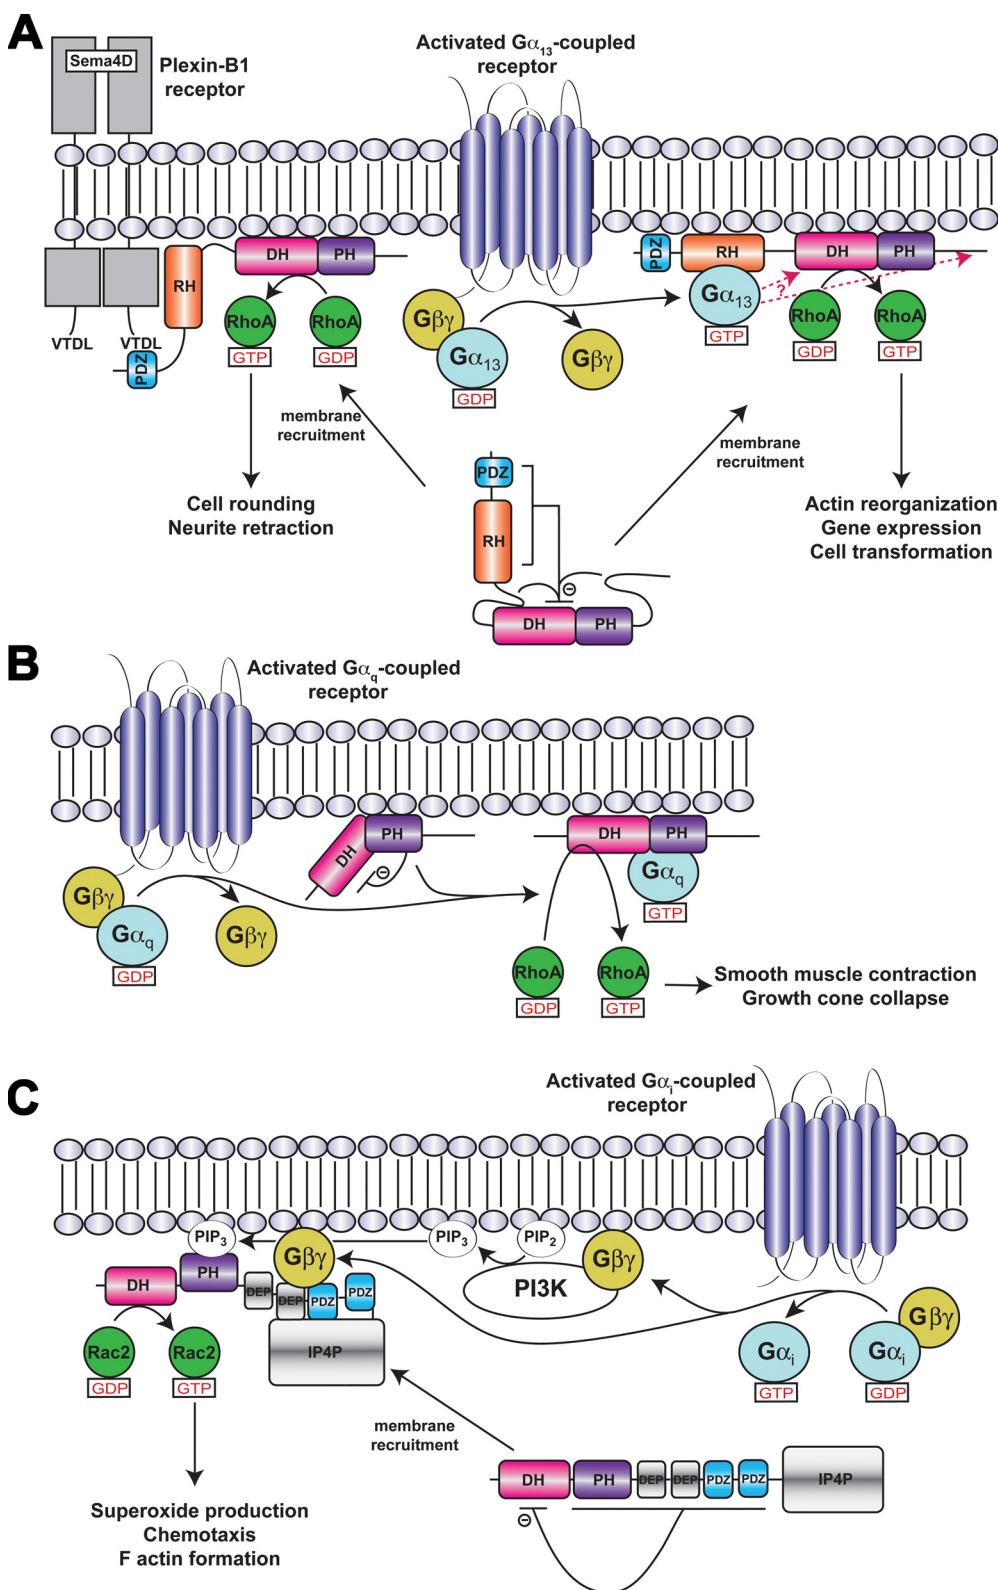 A
Sema4D
Plexin-B1
receptor
Activated Gα13-coupled
receptor
DH
PH
RH
RhoA
GTP
RhoA
GDP
VTDL
VTDL
PDZ
Gβγ
Gα13
GDP
Gβγ
PDZ
RH
DH
PH
Gα13
GTP
?
RhoA
GDP
RhoA
GTP
membrane
recruitment
membrane
recruitment
Cell rounding
Neurite retraction
Actin reorganization
Gene expression
Cell transformation
PDZ
RH
DH
PH
B
Activated Gαq-coupled
receptor
DH
PH
DH
PH
Gαq
GTP
Gβγ
Gαq
GDP
Gβγ
RhoA
GDP
RhoA
GTP
Smooth muscle contraction
Growth cone collapse
C
Activated Gαi-coupled
receptor
PIP3
PIP3
PIP2
Gβγ
Gβγ
PI3K
DH
PH
DEP
DEP
PDZ
PDZ
IP4P
Rac2
GDP
Rac2
GTP
Gαi
GTP
Gαi
GDP
Gβγ
membrane
recruitment
DH
PH
DEP
DEP
PDZ
PDZ
IP4P
Superoxide production
Chemotaxis
F actin formation